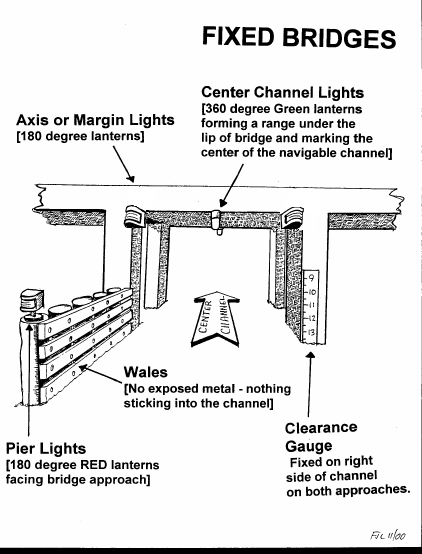 FIXED BRIDGES
Center Channel Lights
[360 degree Green lanterns
forming a range under the
lip of bridge and marking the
center of the navigable channel]
Axis or Margin Lights
[180 degree lanterns]
9
10
11
12
13
CENTER
CHANNEL
Wales
[No exposed metal - nothing
sticking into the channel]
Clearance
Gauge
Fixed on right
side of channel
on both approaches.
Pier Lights
[180 degree RED lanterns
facing bridge approach]
11/00